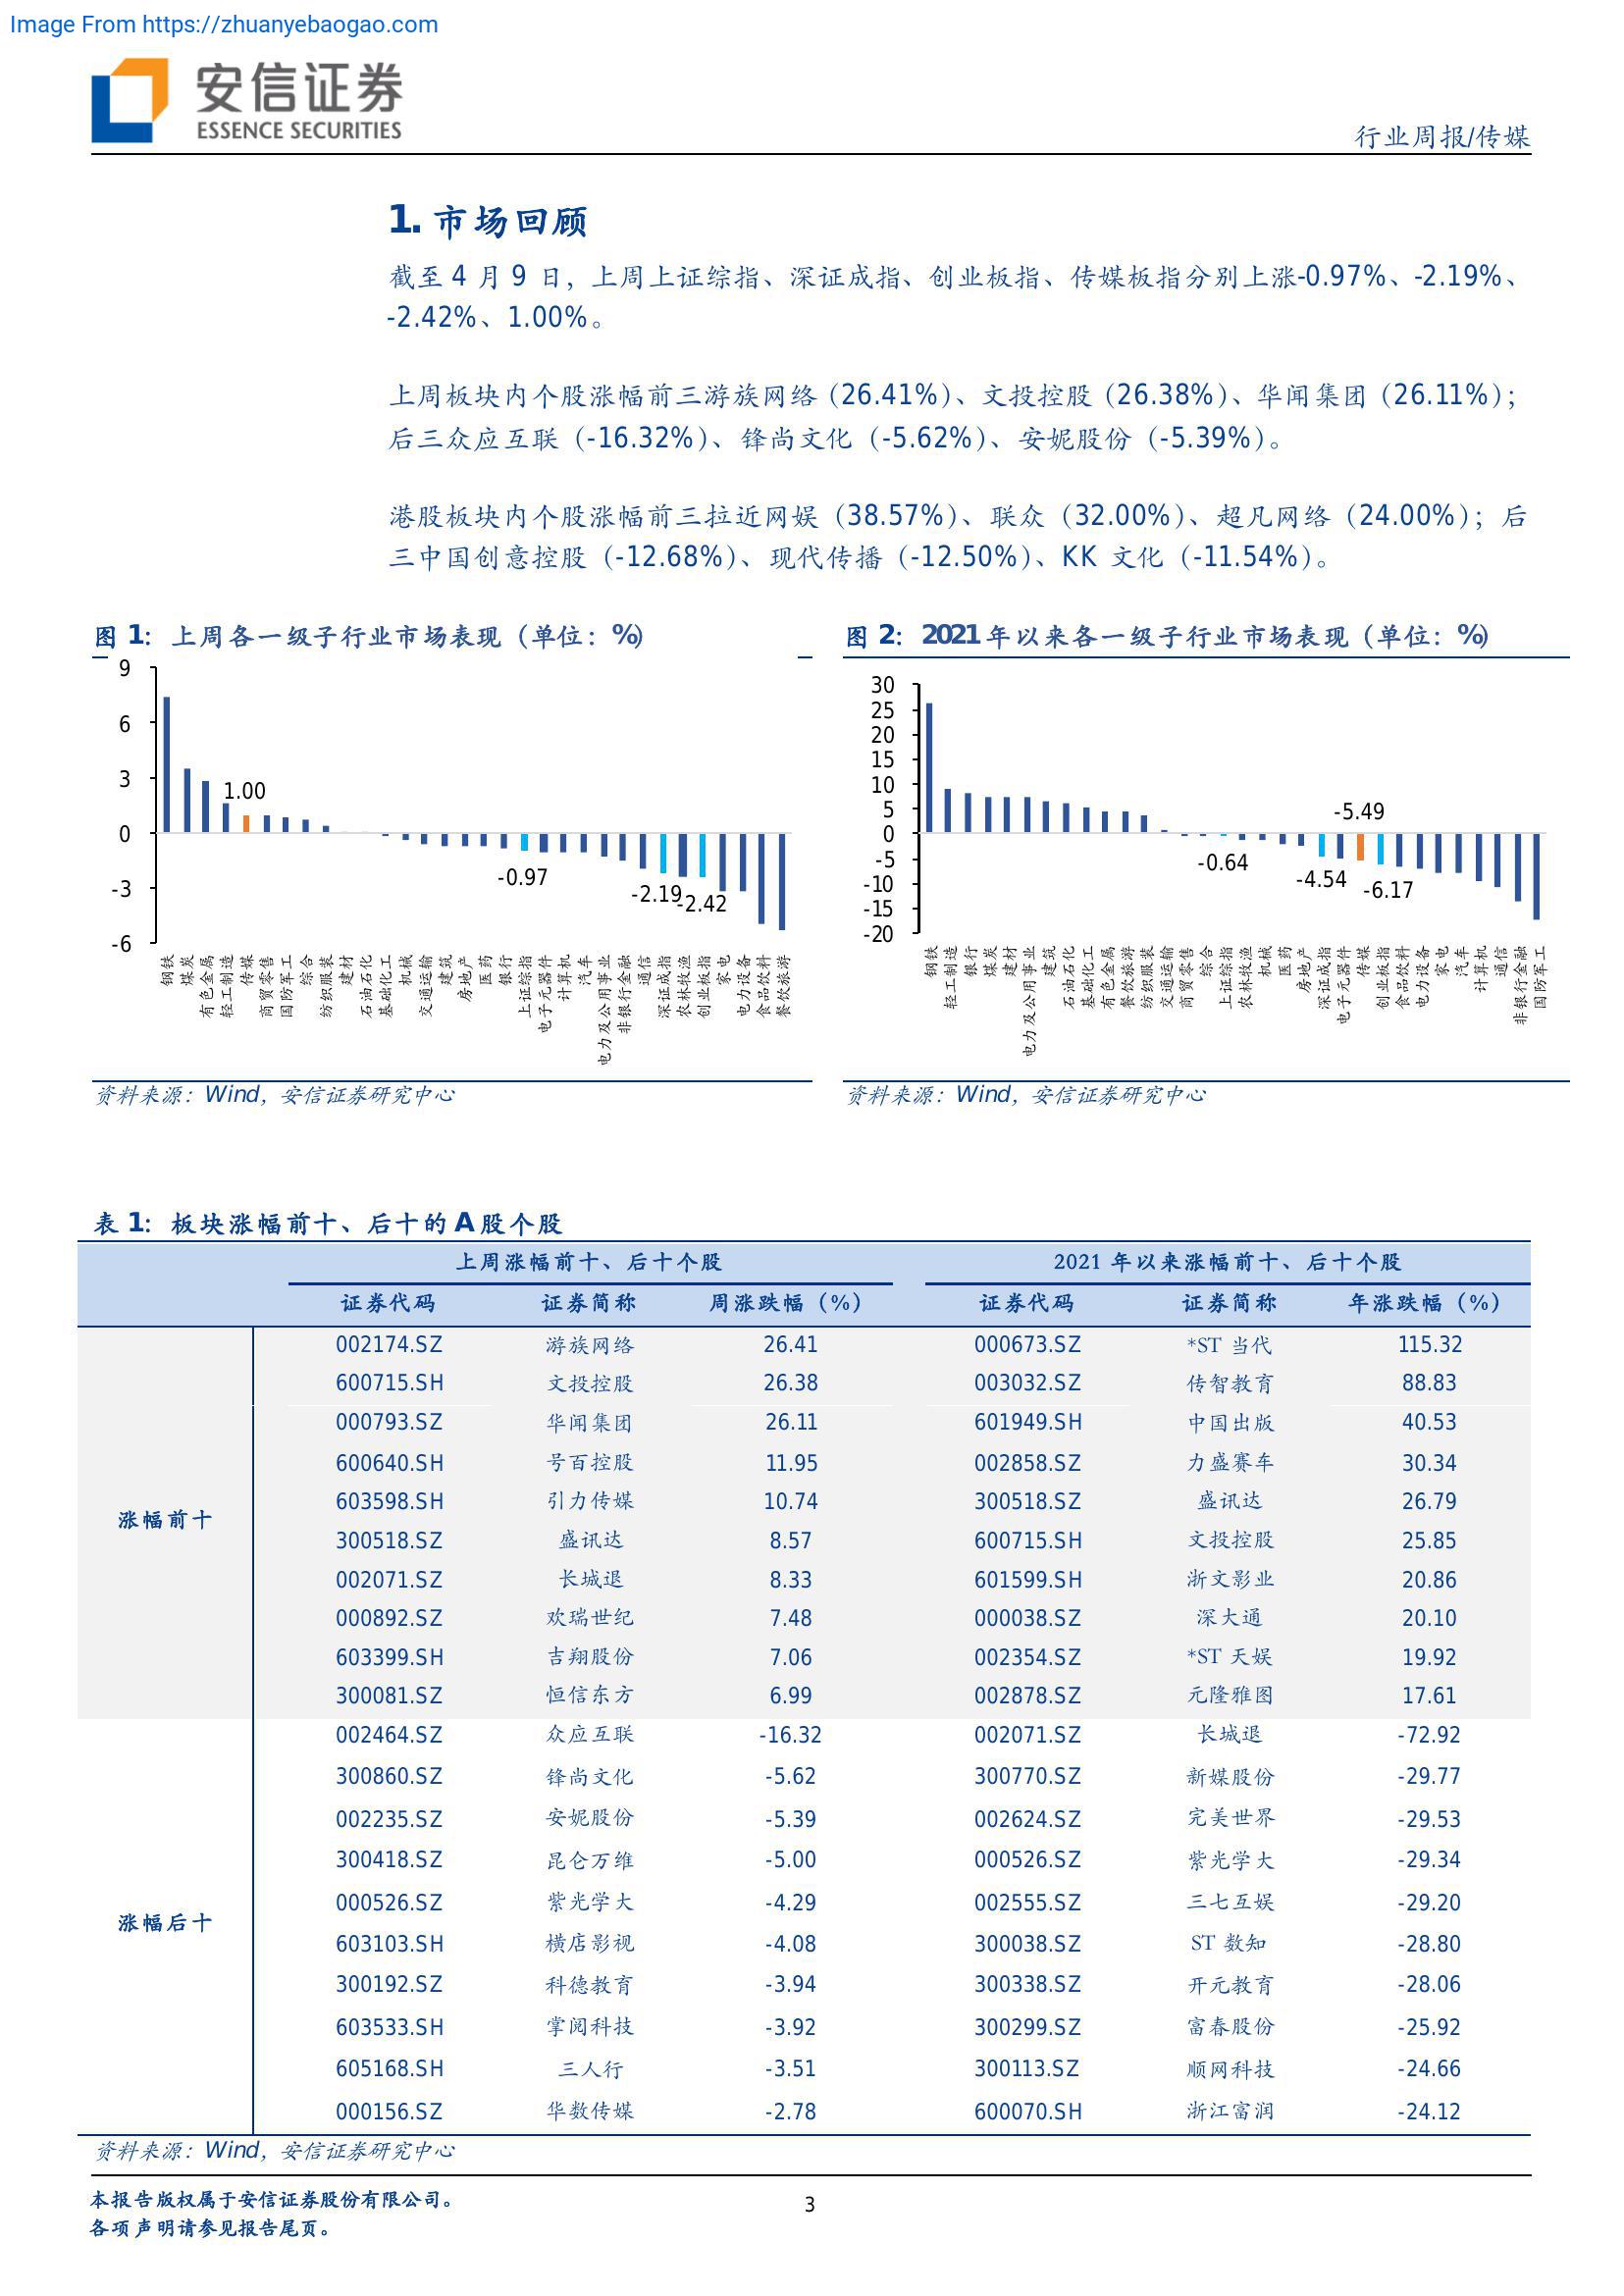 Image From https://zhuanyebaogao.com
安信证券
ESSENCE SECURITIES
行业周报/传媒
1. 市场回顾
截至 4 月 9 日，上周上证综指、深证成指、创业板指、传媒板指分别上涨-0.97%、-2.19%、
-2.42%、1.00%。
上周板块内个股涨幅前三游族网络（26.41%）、文投控股（26.38%）、华闻集团（26.11%）；
后三众应互联（-16.32%）、锋尚文化（-5.62%）、安妮股份（-5.39%）。
港股板块内个股涨幅前三拉近网娱（38.57%）、联众（32.00%）、超凡网络（24.00%）；后
三中国创意控股（-12.68%）、现代传播（-12.50%）、KK 文化（-11.54%）。
图 1：上周各一级子行业市场表现（单位：%）
9
6
3
0
-3
-6
1.00
-0.97
-2.19
-2.42
钢铁
煤炭
有色金属
轻工制造
传媒
商贸零售
国防军工
综合
纺织服装
建材
石油石化
基础化工
机械
交通运输
建筑
房地产
医药
银行
上证综指
电子元器件
计算机
汽车
电力及公用事业
非银行金融
通信
深证成指
农林牧渔
创业板指
家电
电力设备
食品饮料
餐饮旅游
资料来源：Wind，安信证券研究中心
图 2：2021年以来各一级子行业市场表现（单位：%）
30
25
20
15
10
5
0
-5
-10
-15
-20
-0.64
-4.54
-5.49
-6.17
钢铁
轻工制造
银行
煤炭
建材
电力及公用事业
建筑
石油石化
基础化工
有色金属
餐饮旅游
纺织服装
交通运输
商贸零售
综合
上证综指
农林牧渔
机械
医药
房地产
深证成指
电子元器件
传媒
创业板指
食品饮料
电力设备
家电
汽车
计算机
通信
非银行金融
国防军工
资料来源：Wind，安信证券研究中心
表 1：板块涨幅前十、后十的A股个股
上周涨幅前十、后十个股 2021 年以来涨幅前十、后十个股
证券代码 证券简称 周涨跌幅（%） 证券代码 证券简称 年涨跌幅（%）
涨幅前十
002174.SZ 游族网络 26.41 000673.SZ *ST 当代 115.32
600715.SH 文投控股 26.38 003032.SZ 传智教育 88.83
000793.SZ 华闻集团 26.11 601949.SH 中国出版 40.53
600640.SH 号百控股 11.95 002858.SZ 力盛赛车 30.34
603598.SH 引力传媒 10.74 300518.SZ 盛讯达 26.79
300518.SZ 盛讯达 8.57 600715.SH 文投控股 25.85
002071.SZ 长城退 8.33 601599.SH 浙文影业 20.86
000892.SZ 欢瑞世纪 7.48 000038.SZ 深大通 20.10
603399.SH 吉翔股份 7.06 002354.SZ *ST 天娱 19.92
300081.SZ 恒信东方 6.99 002878.SZ 元隆雅图 17.61
涨幅后十
002464.SZ 众应互联 -16.32 002071.SZ 长城退 -72.92
300860.SZ 锋尚文化 -5.62 300770.SZ 新媒股份 -29.77
002235.SZ 安妮股份 -5.39 002624.SZ 完美世界 -29.53
300418.SZ 昆仑万维 -5.00 000526.SZ 紫光学大 -29.34
000526.SZ 紫光学大 -4.29 002555.SZ 三七互娱 -29.20
603103.SH 横店影视 -4.08 300038.SZ ST 数知 -28.80
300192.SZ 科德教育 -3.94 300338.SZ 开元教育 -28.06
603533.SH 掌阅科技 -3.92 300299.SZ 富春股份 -25.92
605168.SH 三人行 -3.51 300113.SZ 顺网科技 -24.66
000156.SZ 华数传媒 -2.78 600070.SH 浙江富润 -24.12
资料来源：Wind，安信证券研究中心
本报告版权属于安信证券股份有限公司。
各项声明请参见报告尾页。
3